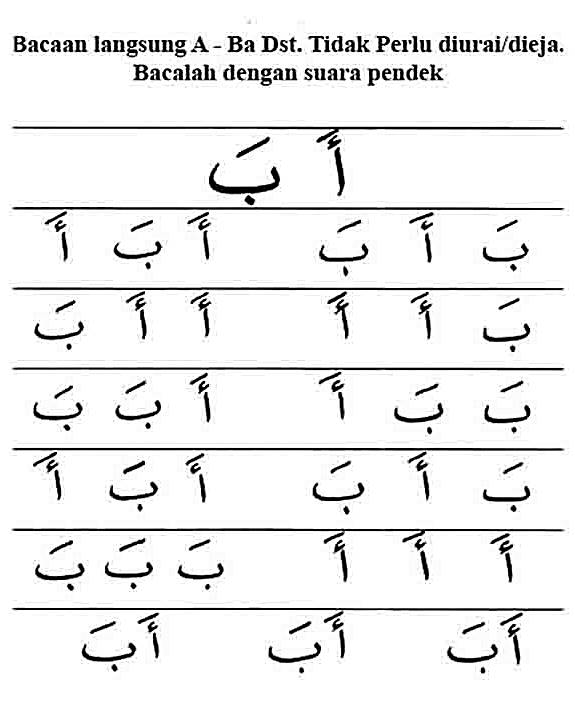 Bacaan langsung A - Ba Dst. Tidak Perlu diurai/dieja.
Bacalah dengan suara pendek
أَ بَ
بَ أَ بَ أَ بَ أَ
بَ أَ أَ أَ أَ بَ
بَ بَ أَ أَ بَ بَ
بَ أَ بَ أَ بَ أَ
أَ أَ أَ بَ بَ بَ
أَبَ أَبَ أَبَ